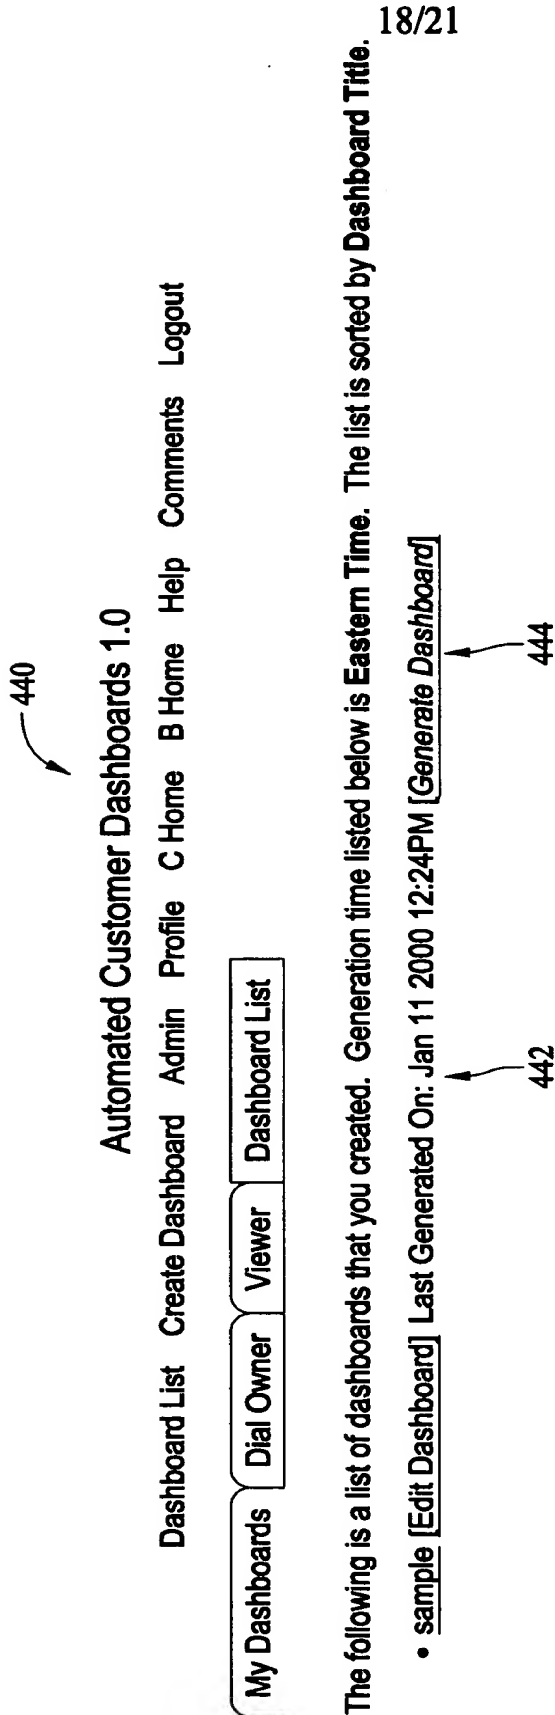 18/21
440
Automated Customer Dashboards 1.0
Dashboard List Create Dashboard Admin Profile C Home B Home Help Comments Logout
My Dashboards Dial Owner Viewer Dashboard List
The following is a list of dashboards that you created. Generation time listed below is Eastern Time. The list is sorted by Dashboard Title.
• sample [Edit Dashboard] Last Generated On: Jan 11 2000 12:24PM [Generate Dashboard]
442 444